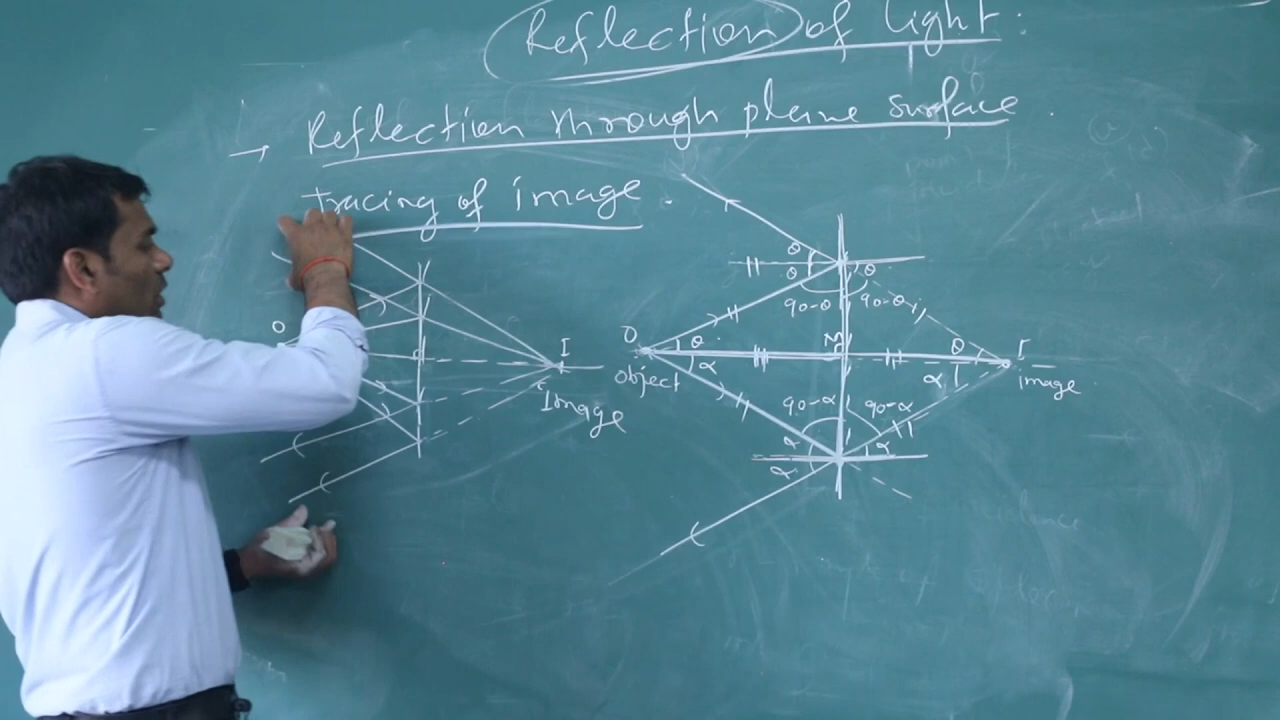 Reflection of light.
→ Reflection through plane surface.
Tracing of image.
O
I
Image
θ
θ
θ
90-θ 90-θ
O
θ
M
θ
I
object
α
α
image
90-α 90-α
α
α
α